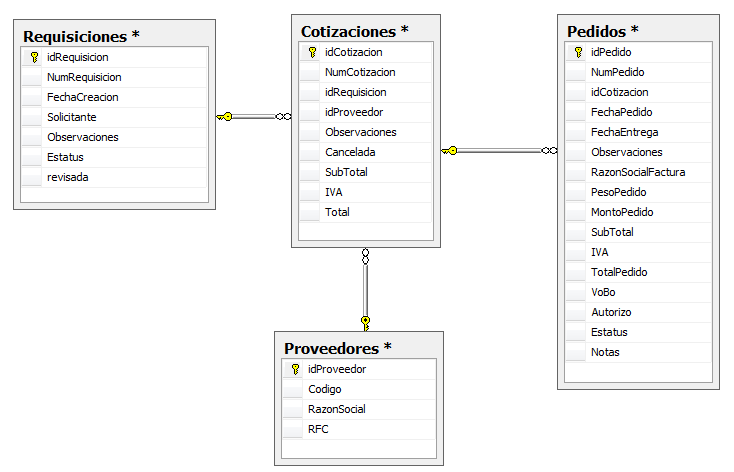 Requisiciones *
idRequisicion
NumRequisicion
FechaCreacion
Solicitante
Observaciones
Estatus
revisada
Cotizaciones *
idCotizacion
NumCotizacion
idRequisicion
idProveedor
Observaciones
Cancelada
SubTotal
IVA
Total
Pedidos *
idPedido
NumPedido
idCotizacion
FechaPedido
FechaEntrega
Observaciones
RazonSocialFactura
PesoPedido
MontoPedido
SubTotal
IVA
TotalPedido
VoBo
Autorizo
Estatus
Notas
Proveedores *
idProveedor
Codigo
RazonSocial
RFC